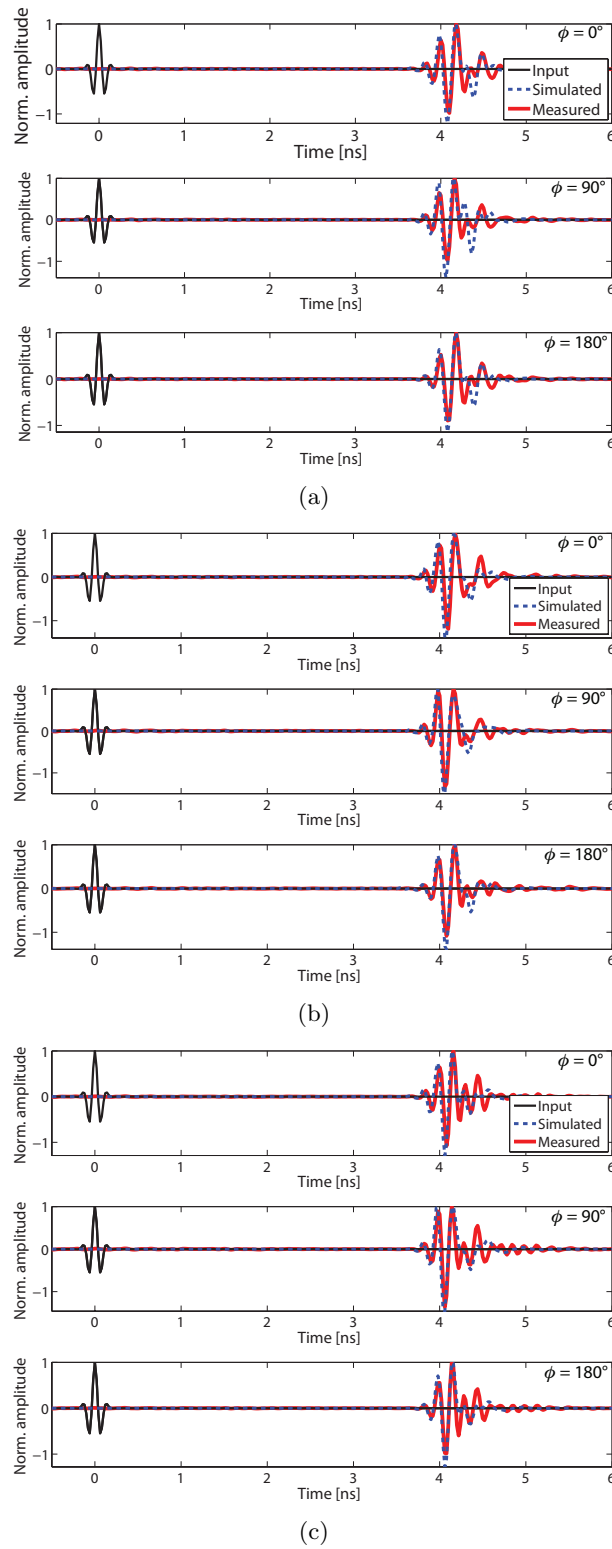 Norm. amplitude
1
0
−1
ϕ = 0°
Input
Simulated
Measured
0 1 2 3 4 5 6
Time [ns]
Norm. amplitude
1
0
−1
ϕ = 90°
0 1 2 3 4 5 6
Time [ns]
Norm. amplitude
1
0
−1
ϕ = 180°
0 1 2 3 4 5 6
Time [ns]
(a)
Norm. amplitude
1
0
−1
ϕ = 0°
Input
Simulated
Measured
0 1 2 3 4 5 6
Time [ns]
Norm. amplitude
1
0
−1
ϕ = 90°
0 1 2 3 4 5 6
Time [ns]
Norm. amplitude
1
0
−1
ϕ = 180°
0 1 2 3 4 5 6
Time [ns]
(b)
Norm. amplitude
1
0
−1
ϕ = 0°
Input
Simulated
Measured
0 1 2 3 4 5 6
Time [ns]
Norm. amplitude
1
0
−1
ϕ = 90°
0 1 2 3 4 5 6
Time [ns]
Norm. amplitude
1
0
−1
ϕ = 180°
0 1 2 3 4 5 6
Time [ns]
(c)